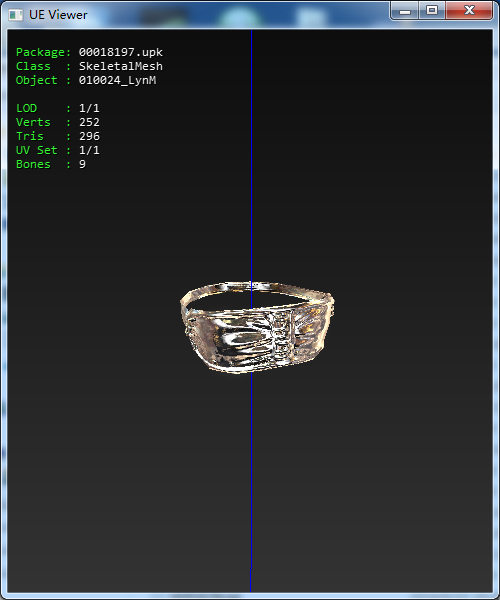 UE Viewer
Package: 00018197.upk
Class : SkeletalMesh
Object : 010024_LynM
LOD : 1/1
Verts : 252
Tris : 296
UV Set : 1/1
Bones : 9